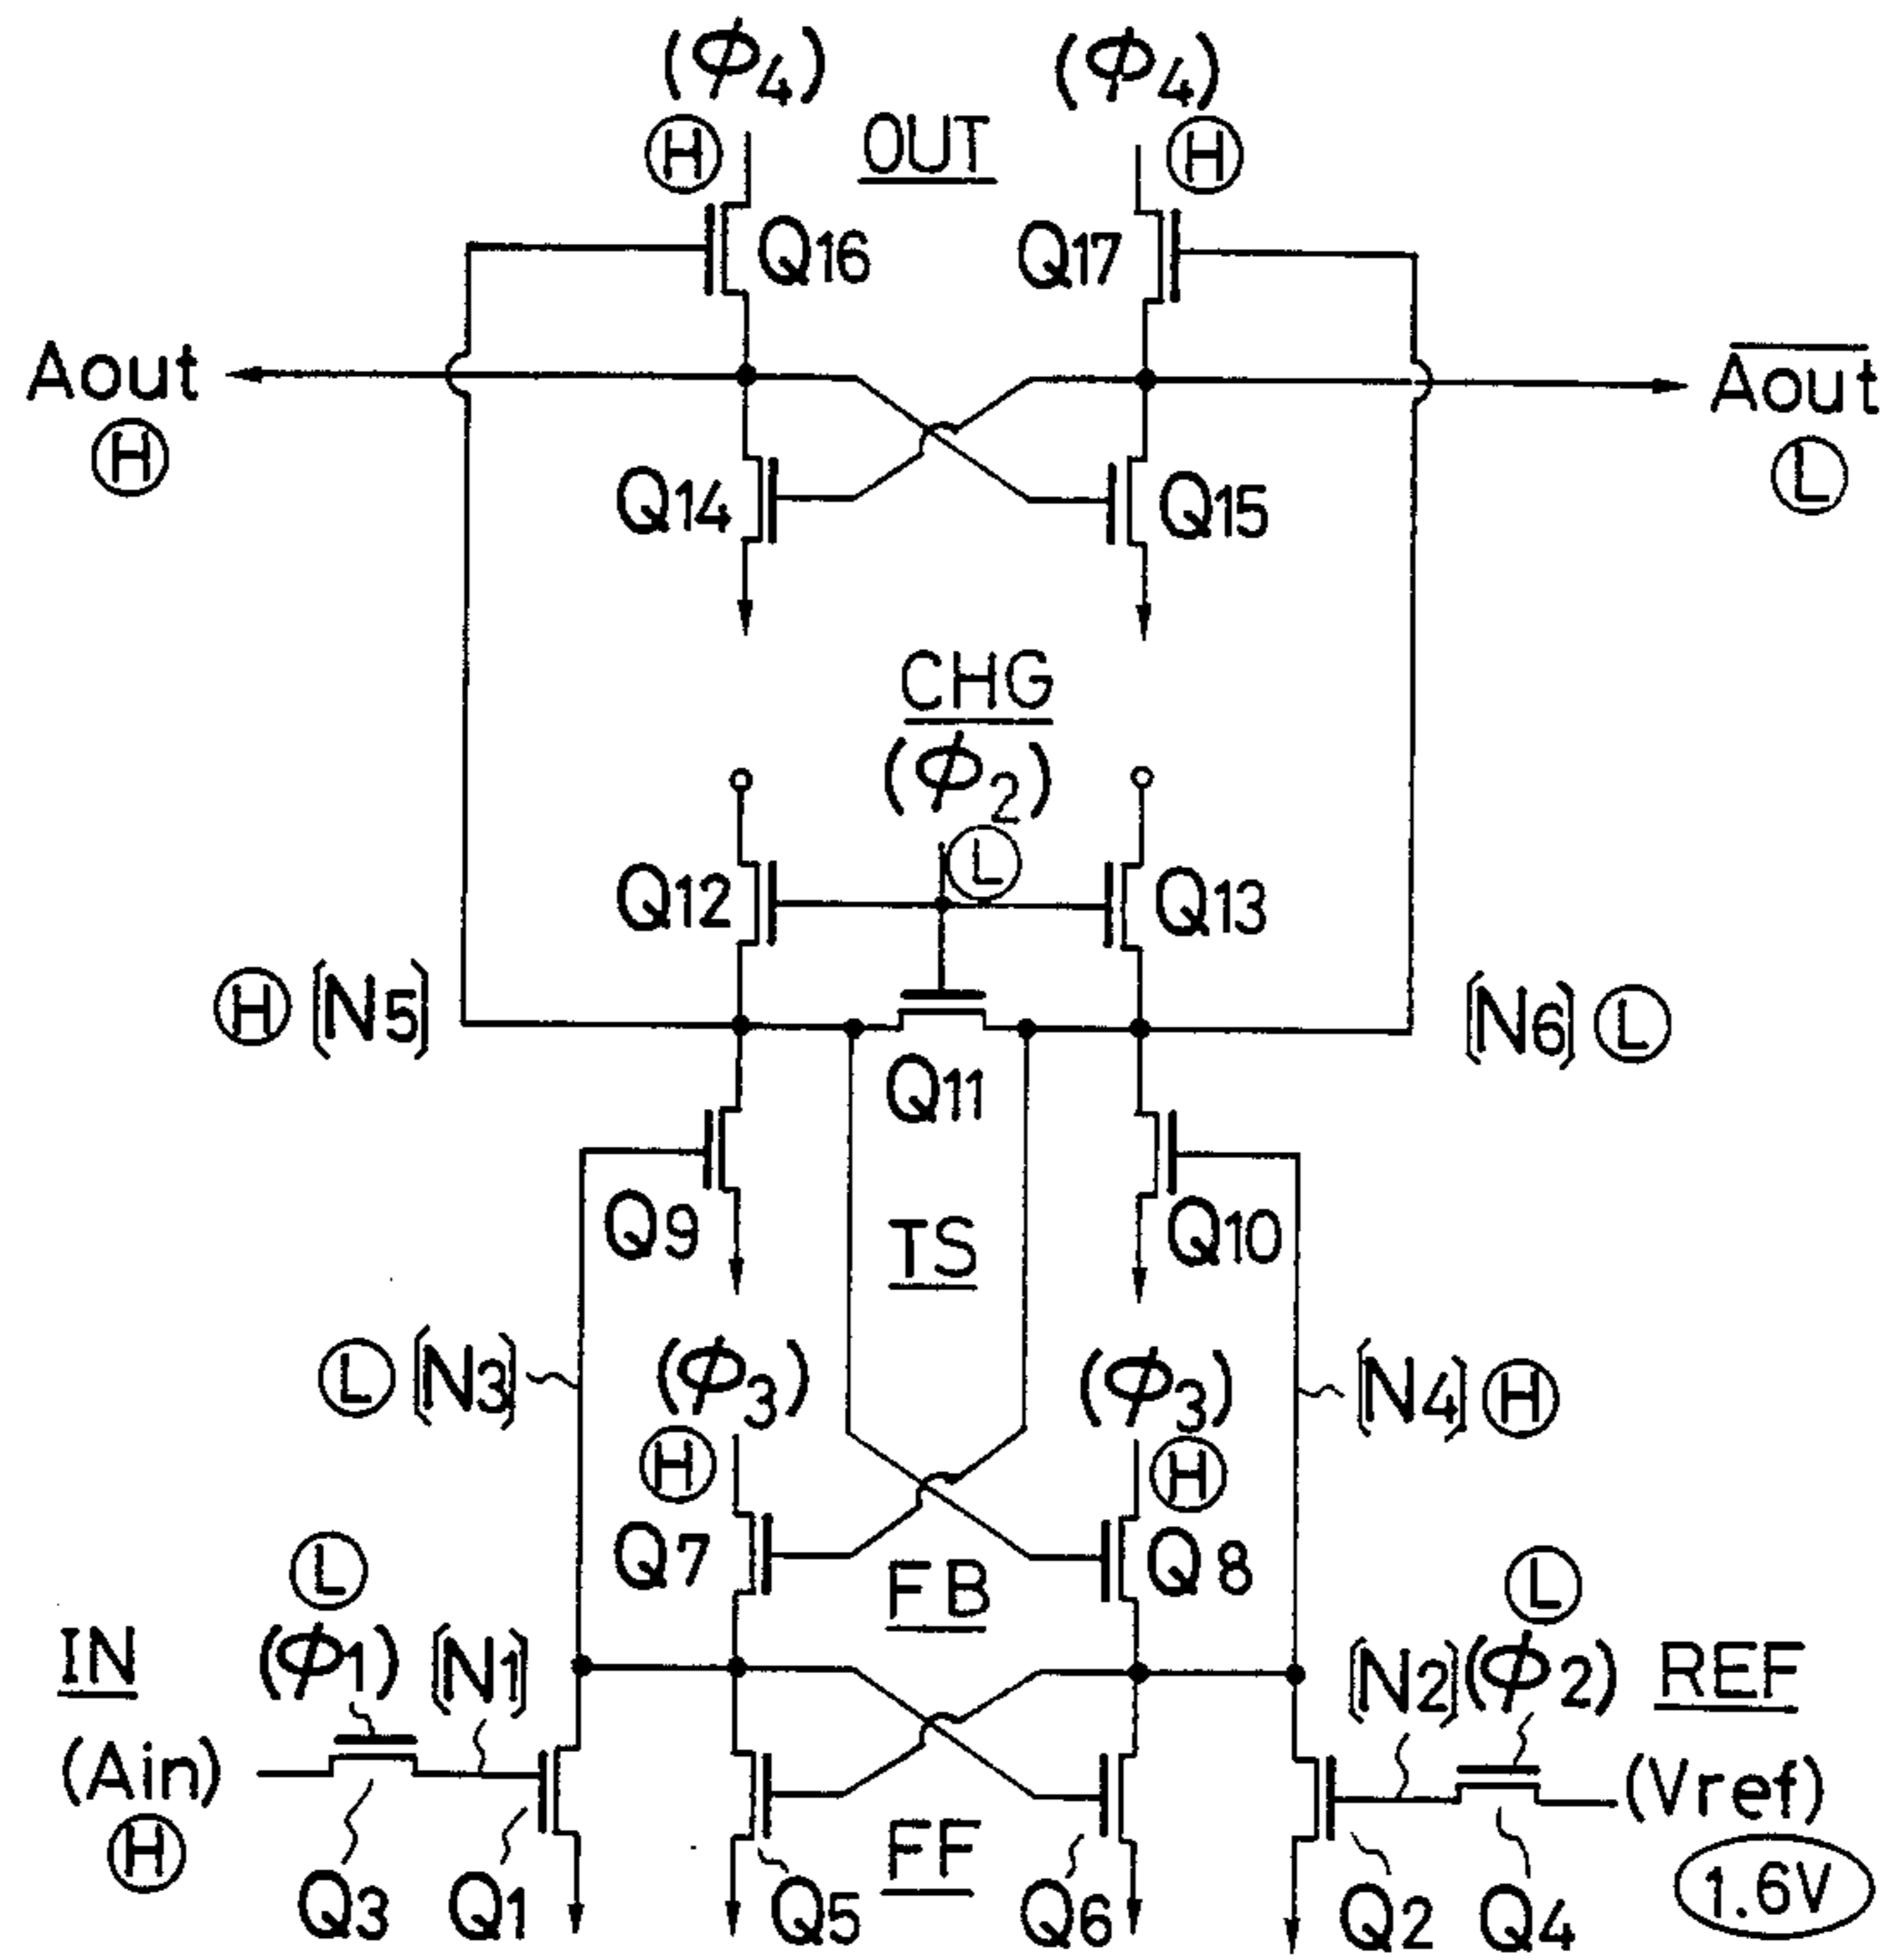 (ϕ4) (ϕ4)
H OUT H
Q16 Q17
Aout A̅o̅u̅t̅
H L
Q14 Q15
CHG
(ϕ2)
L
Q12 Q13
H [N5] [N6] L
Q11
Q9 TS Q10
L [N3] (ϕ3) (ϕ3) [N4] H
H H
Q7 Q8
L FB L
IN (ϕ1) [N1] [N2] (ϕ2) REF
(Ain) (Vref)
H FF 1.6V
Q3 Q1 Q5 Q6 Q2 Q4